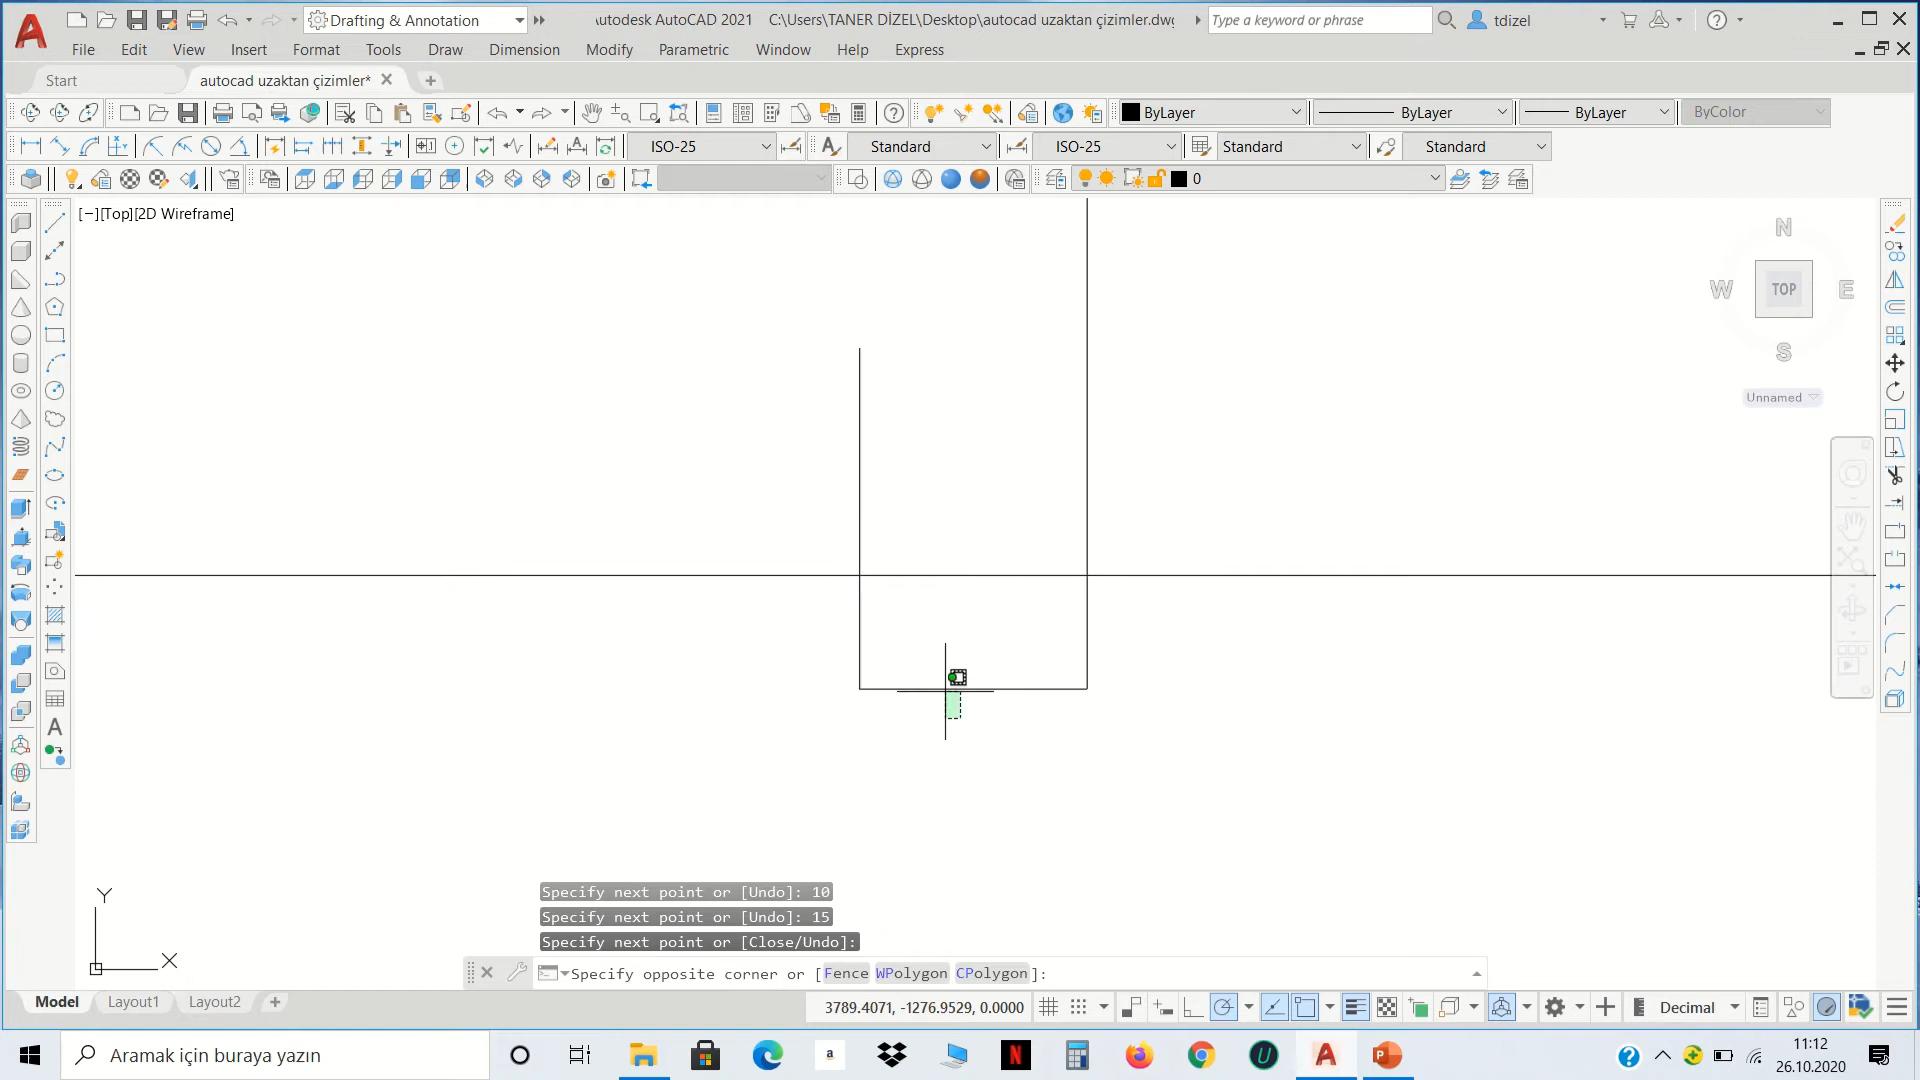 Drafting & Annotation
utodesk AutoCAD 2021 C:\Users\TANER DİZEL\Desktop\autocad uzaktan çizimler.dwg
Type a keyword or phrase
tdizel
File Edit View Insert Format Tools Draw Dimension Modify Parametric Window Help Express
Start
autocad uzaktan çizimler*
ByLayer ByLayer ByLayer ByColor
ISO-25 Standard ISO-25 Standard Standard
0
[−][Top][2D Wireframe]
N
W TOP E
S
Unnamed
A
Y
X
Specify next point or [Undo]: 10
Specify next point or [Undo]: 15
Specify next point or [Close/Undo]:
Specify opposite corner or [Fence WPolygon CPolygon]:
Model Layout1 Layout2
3789.4071, -1276.9529, 0.0000
Decimal
Aramak için buraya yazın
11:12
26.10.2020